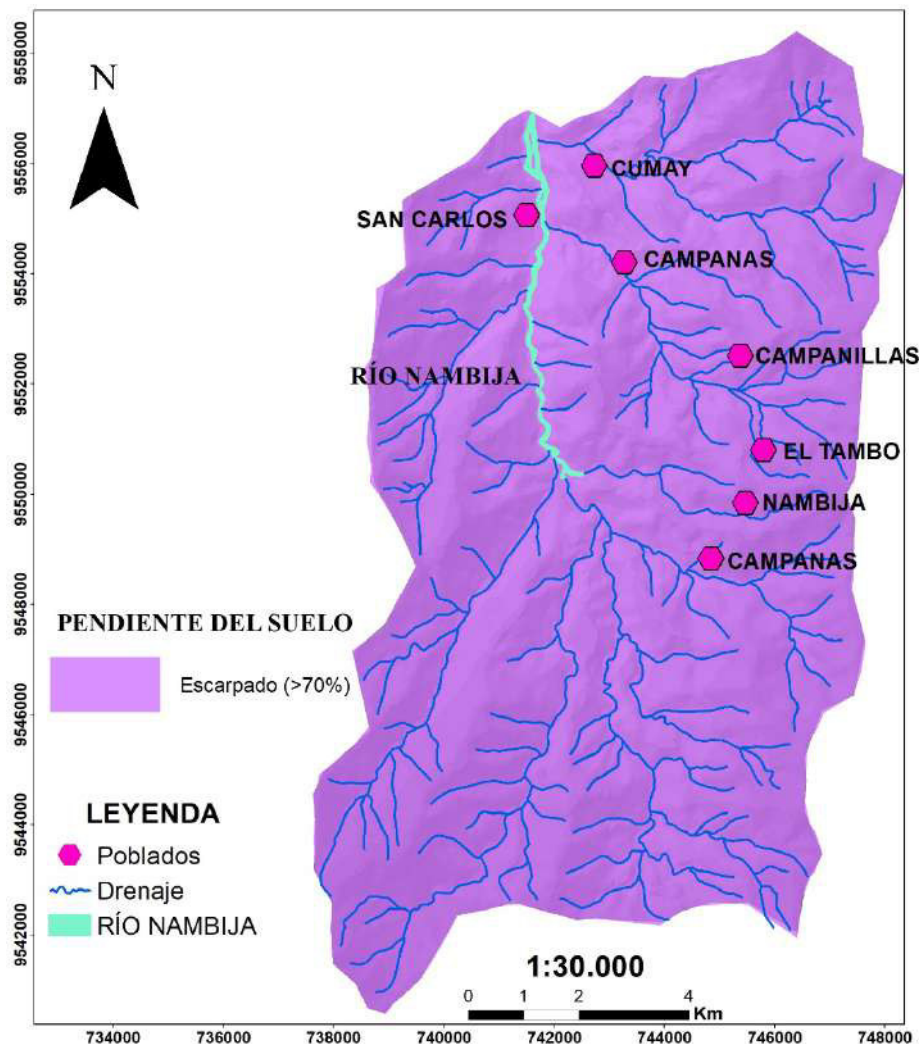 N
CUMAY
SAN CARLOS
CAMPANAS
CAMPANILLAS
RÍO NAMBIJA
EL TAMBO
NAMBIJA
CAMPANAS
PENDIENTE DEL SUELO
Escarpado (>70%)
LEYENDA
Poblados
Drenaje
RÍO NAMBIJA
1:30.000
0 1 2 4
Km
9558000
9556000
9554000
9552000
9550000
9548000
9546000
9544000
9542000
734000 736000 738000 740000 742000 744000 746000 748000